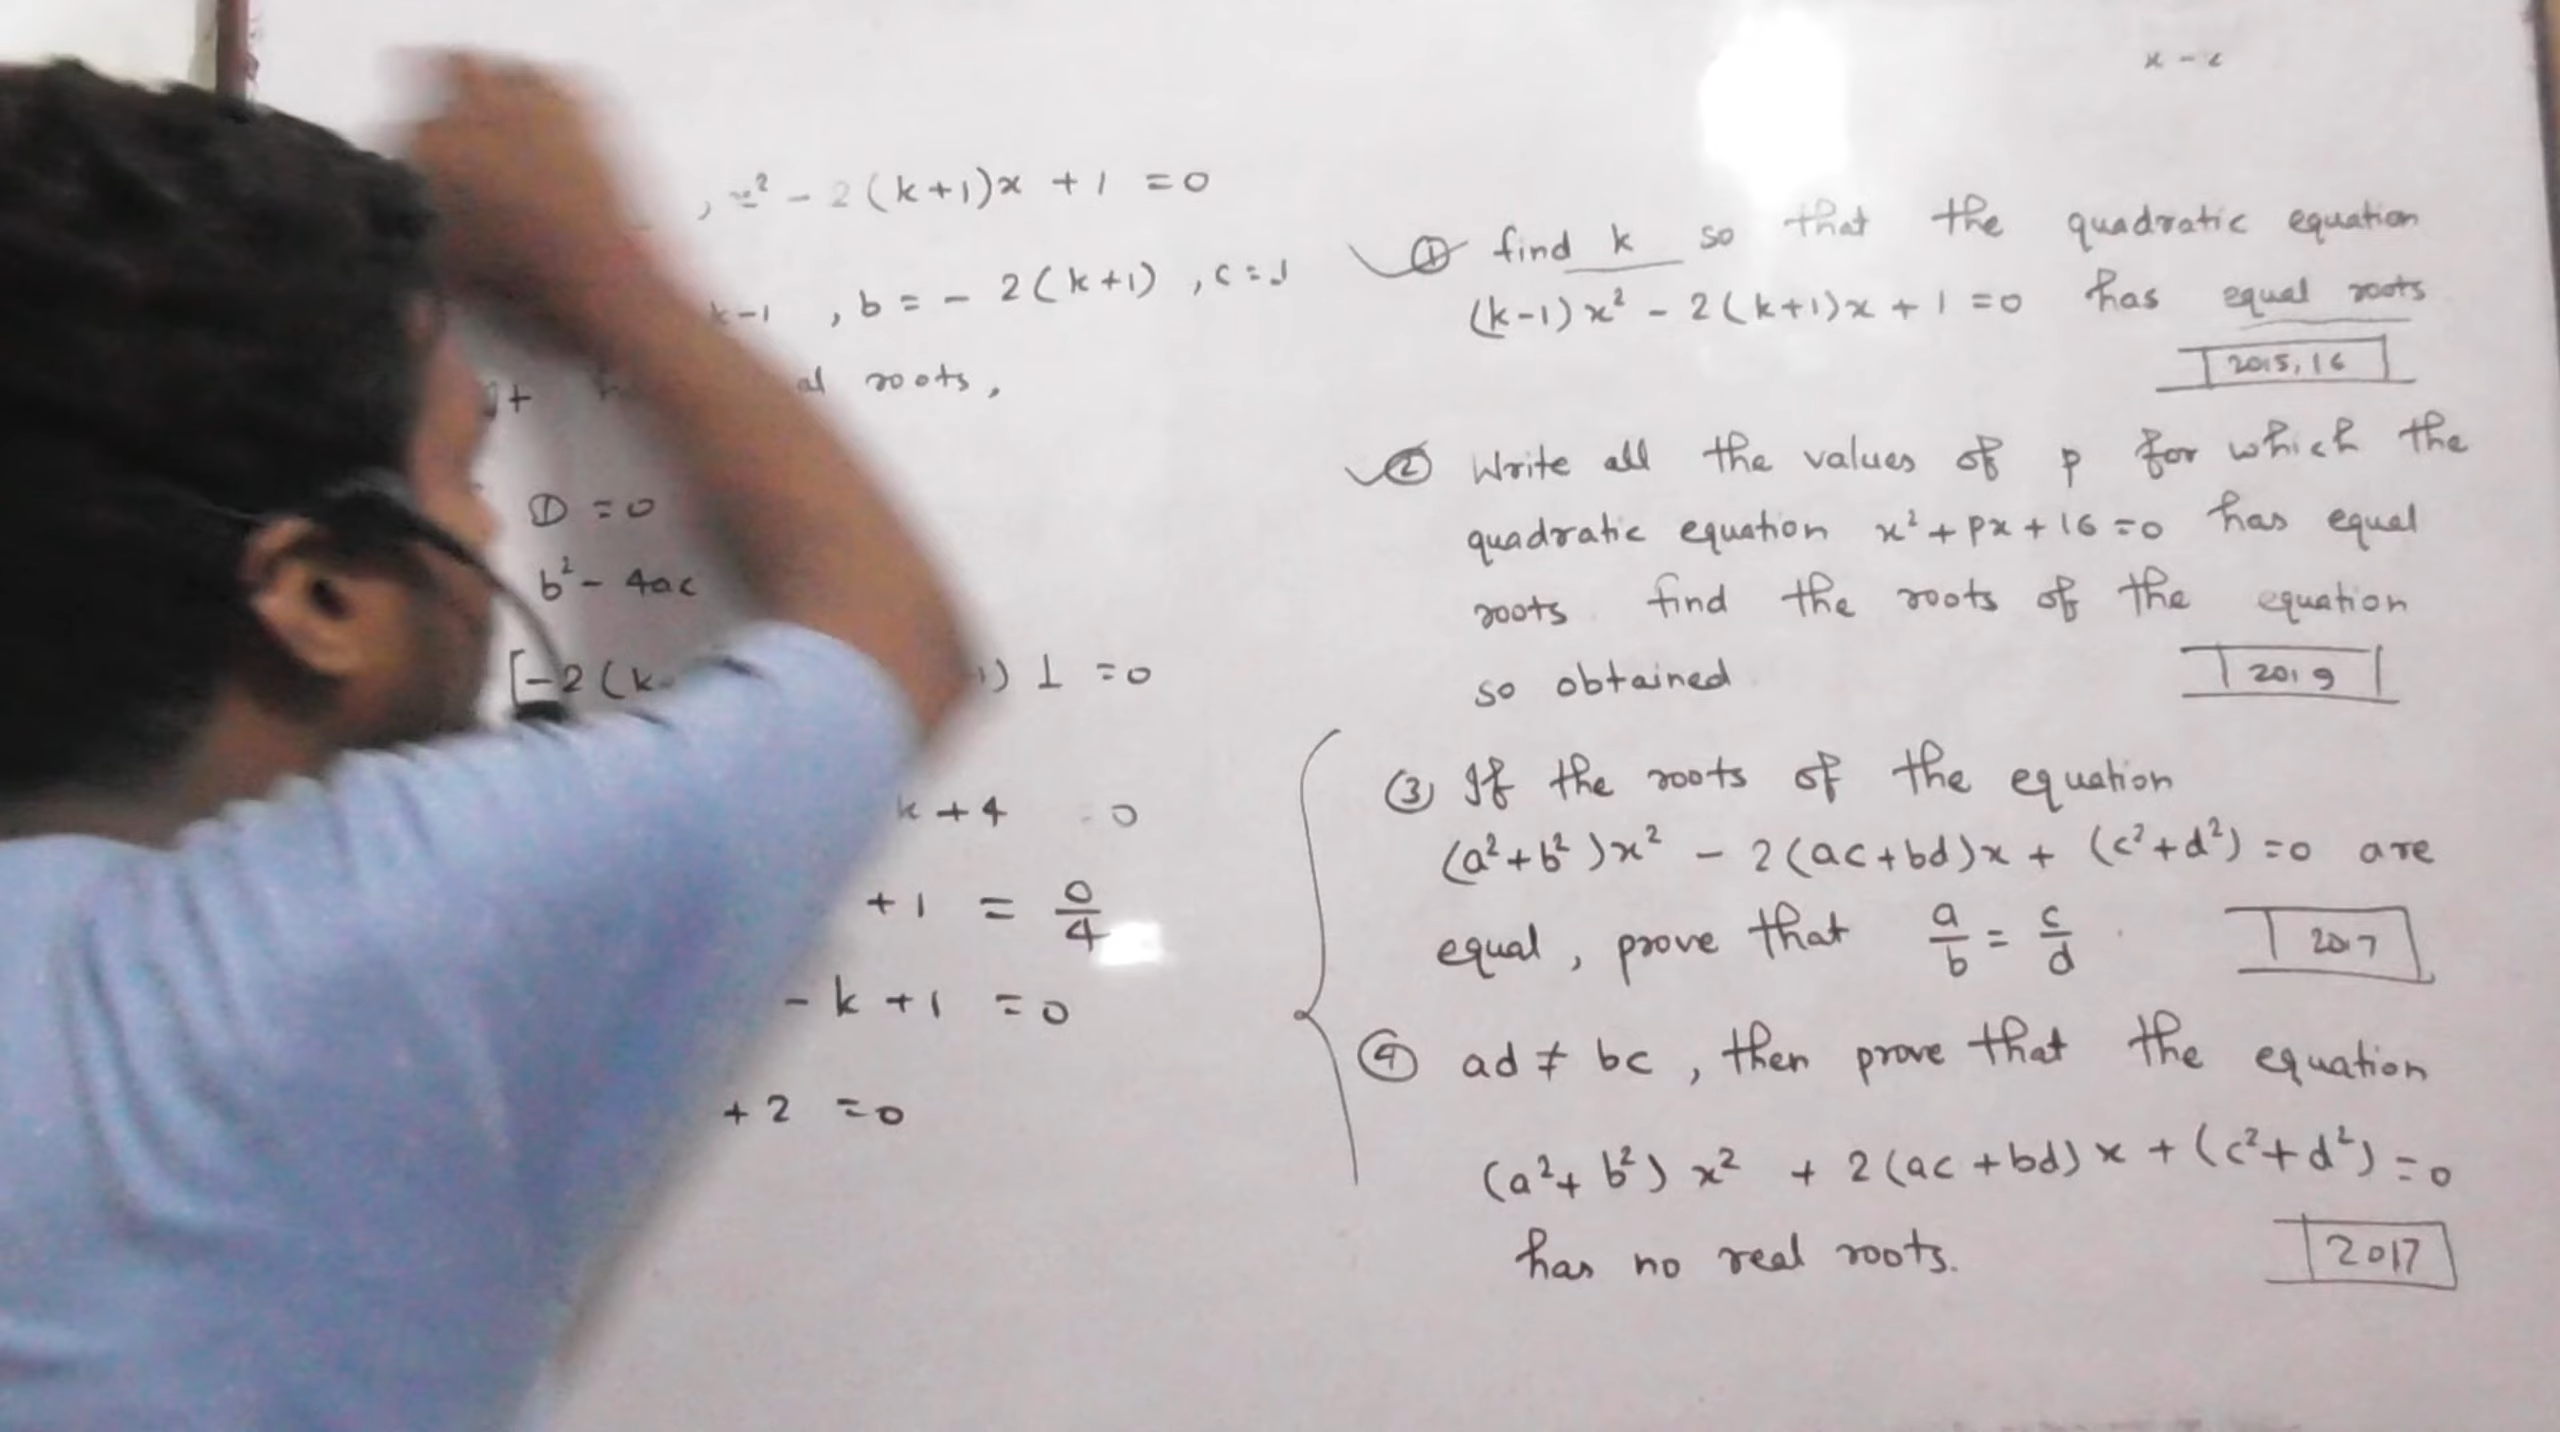 x -
x² - 2(k+1)x + 1 = 0
k-1 , b = - 2(k+1) , c = 1
roots,
D = 0
b² - 4ac
[-2(k
1) 1 = 0
k + 4 0
+ 1 = 0/4
- k + 1 = 0
+ 2 = 0
① find k so that the quadratic equation
(k-1)x² - 2(k+1)x + 1 = 0 has equal roots
2015, 16
② Write all the values of p for which the
quadratic equation x² + px + 16 = 0 has equal
roots. find the roots of the equation
so obtained
2019
③ If the roots of the equation
(a²+b²)x² - 2(ac+bd)x + (c²+d²) = 0 are
equal, prove that a/b = c/d
2017
④ ad ≠ bc, then prove that the equation
(a²+b²)x² + 2(ac+bd)x + (c²+d²) = 0
has no real roots.
2017